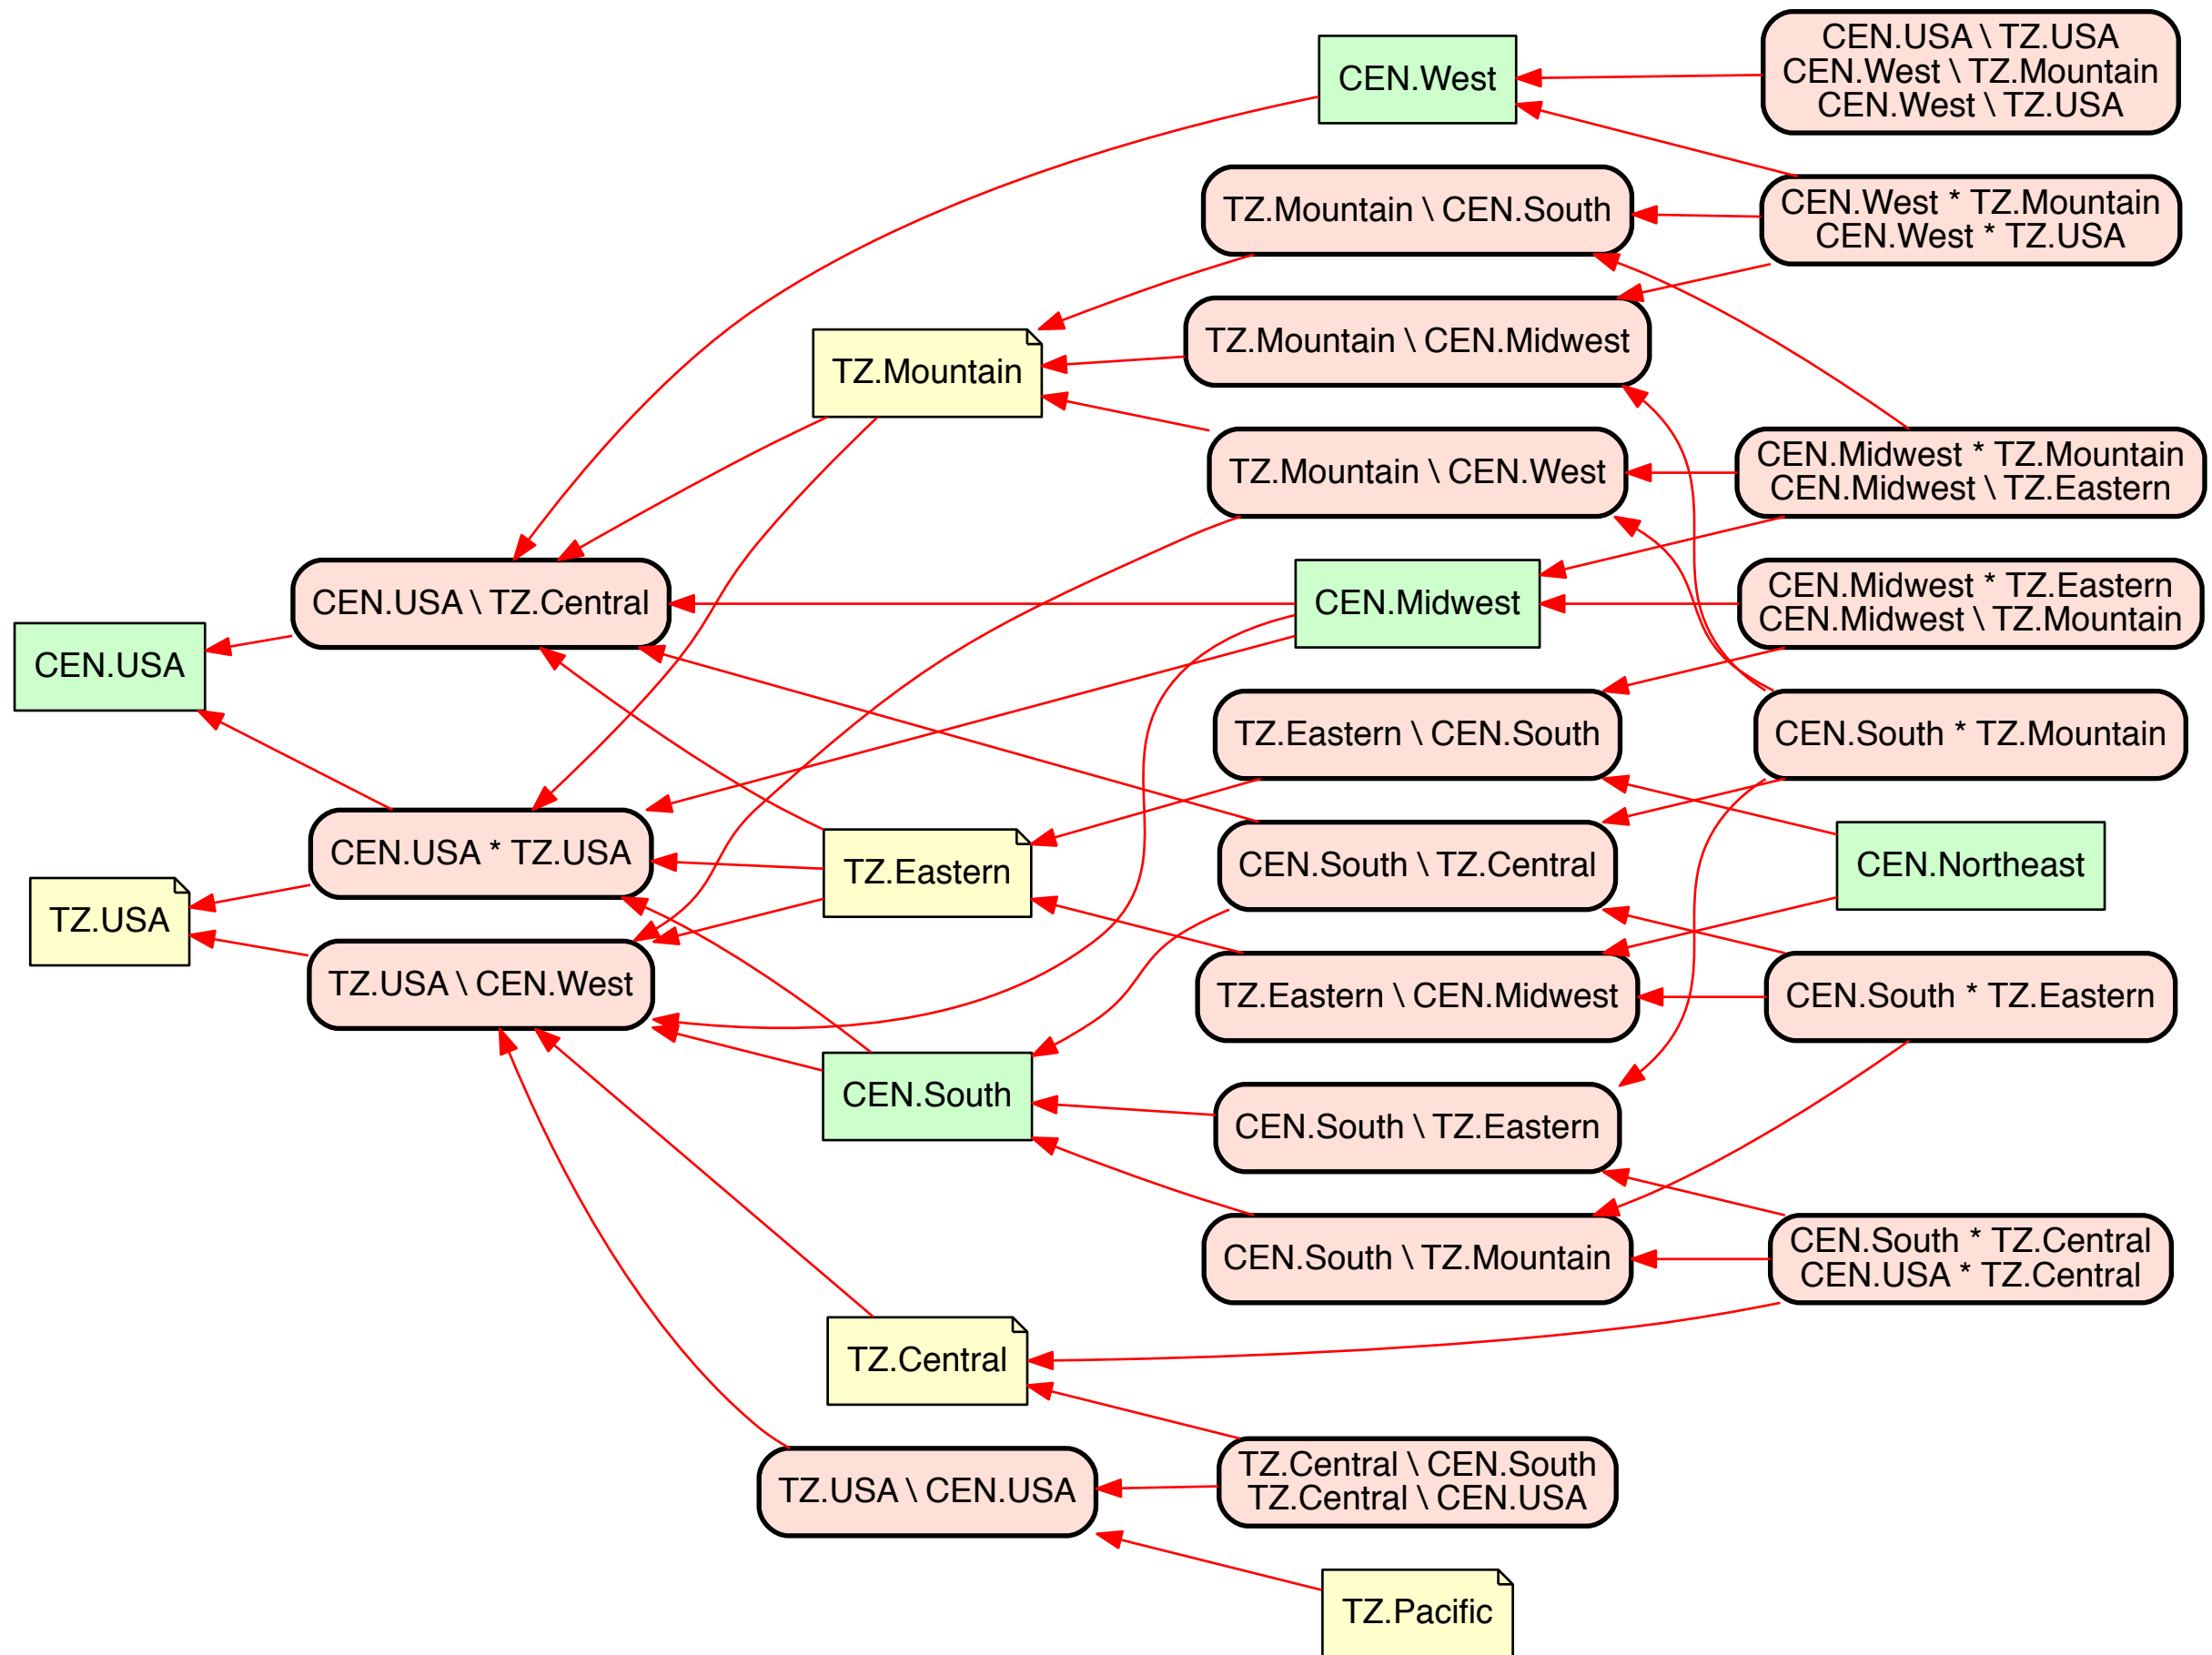 CEN.USA \ TZ.USA
CEN.West \ TZ.Mountain
CEN.West \ TZ.USA
CEN.West
CEN.West * TZ.Mountain
CEN.West * TZ.USA
TZ.Mountain \ CEN.South
TZ.Mountain \ CEN.Midwest
TZ.Mountain
CEN.Midwest * TZ.Mountain
CEN.Midwest \ TZ.Eastern
TZ.Mountain \ CEN.West
CEN.Midwest * TZ.Eastern
CEN.Midwest \ TZ.Mountain
CEN.USA \ TZ.Central
CEN.Midwest
CEN.USA
TZ.Eastern \ CEN.South
CEN.South * TZ.Mountain
CEN.USA * TZ.USA
TZ.Eastern
CEN.South \ TZ.Central
CEN.Northeast
TZ.USA
TZ.USA \ CEN.West
TZ.Eastern \ CEN.Midwest
CEN.South * TZ.Eastern
CEN.South
CEN.South \ TZ.Eastern
CEN.South \ TZ.Mountain
CEN.South * TZ.Central
CEN.USA * TZ.Central
TZ.Central
TZ.USA \ CEN.USA
TZ.Central \ CEN.South
TZ.Central \ CEN.USA
TZ.Pacific